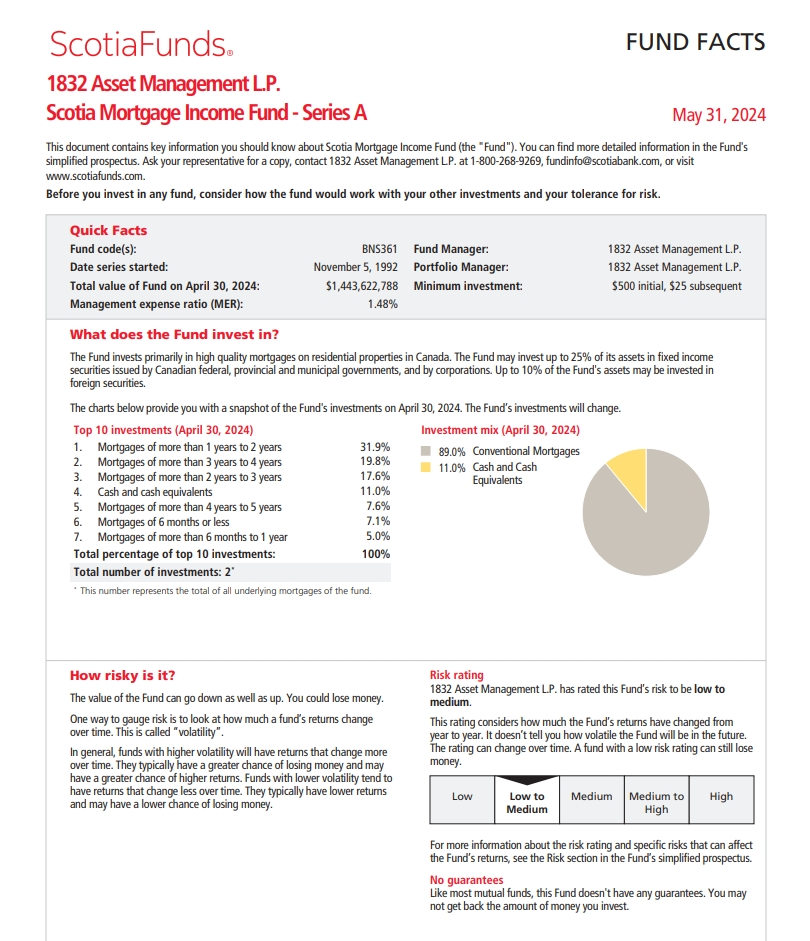 ScotiaFunds®
FUND FACTS
1832 Asset Management L.P.
Scotia Mortgage Income Fund - Series A
May 31, 2024
This document contains key information you should know about Scotia Mortgage Income Fund (the "Fund"). You can find more detailed information in the Fund's
simplified prospectus. Ask your representative for a copy, contact 1832 Asset Management L.P. at 1-800-268-9269, fundinfo@scotiabank.com, or visit
www.scotiafunds.com.
Before you invest in any fund, consider how the fund would work with your other investments and your tolerance for risk.
Quick Facts
Fund code(s): BNS361
Fund Manager: 1832 Asset Management L.P.
Date series started: November 5, 1992
Portfolio Manager: 1832 Asset Management L.P.
Total value of Fund on April 30, 2024: $1,443,622,788
Minimum investment: $500 initial, $25 subsequent
Management expense ratio (MER): 1.48%
What does the Fund invest in?
The Fund invests primarily in high quality mortgages on residential properties in Canada. The Fund may invest up to 25% of its assets in fixed income
securities issued by Canadian federal, provincial and municipal governments, and by corporations. Up to 10% of the Fund's assets may be invested in
foreign securities.
The charts below provide you with a snapshot of the Fund's investments on April 30, 2024. The Fund's investments will change.
Top 10 investments (April 30, 2024)
1. Mortgages of more than 1 years to 2 years 31.9%
2. Mortgages of more than 3 years to 4 years 19.8%
3. Mortgages of more than 2 years to 3 years 17.6%
4. Cash and cash equivalents 11.0%
5. Mortgages of more than 4 years to 5 years 7.6%
6. Mortgages of 6 months or less 7.1%
7. Mortgages of more than 6 months to 1 year 5.0%
Total percentage of top 10 investments: 100%
Total number of investments: 2*
* This number represents the total of all underlying mortgages of the fund.
Investment mix (April 30, 2024)
89.0% Conventional Mortgages
11.0% Cash and Cash
Equivalents
How risky is it?
The value of the Fund can go down as well as up. You could lose money.
One way to gauge risk is to look at how much a fund's returns change
over time. This is called "volatility".
In general, funds with higher volatility will have returns that change more
over time. They typically have a greater chance of losing money and may
have a greater chance of higher returns. Funds with lower volatility tend to
have returns that change less over time. They typically have lower returns
and may have a lower chance of losing money.
Risk rating
1832 Asset Management L.P. has rated this Fund's risk to be low to
medium.
This rating considers how much the Fund's returns have changed from
year to year. It doesn't tell you how volatile the Fund will be in the future.
The rating can change over time. A fund with a low risk rating can still lose
money.
Low
Low to
Medium
Medium
Medium to
High
High
For more information about the risk rating and specific risks that can affect
the Fund's returns, see the Risk section in the Fund's simplified prospectus.
No guarantees
Like most mutual funds, this Fund doesn't have any guarantees. You may
not get back the amount of money you invest.